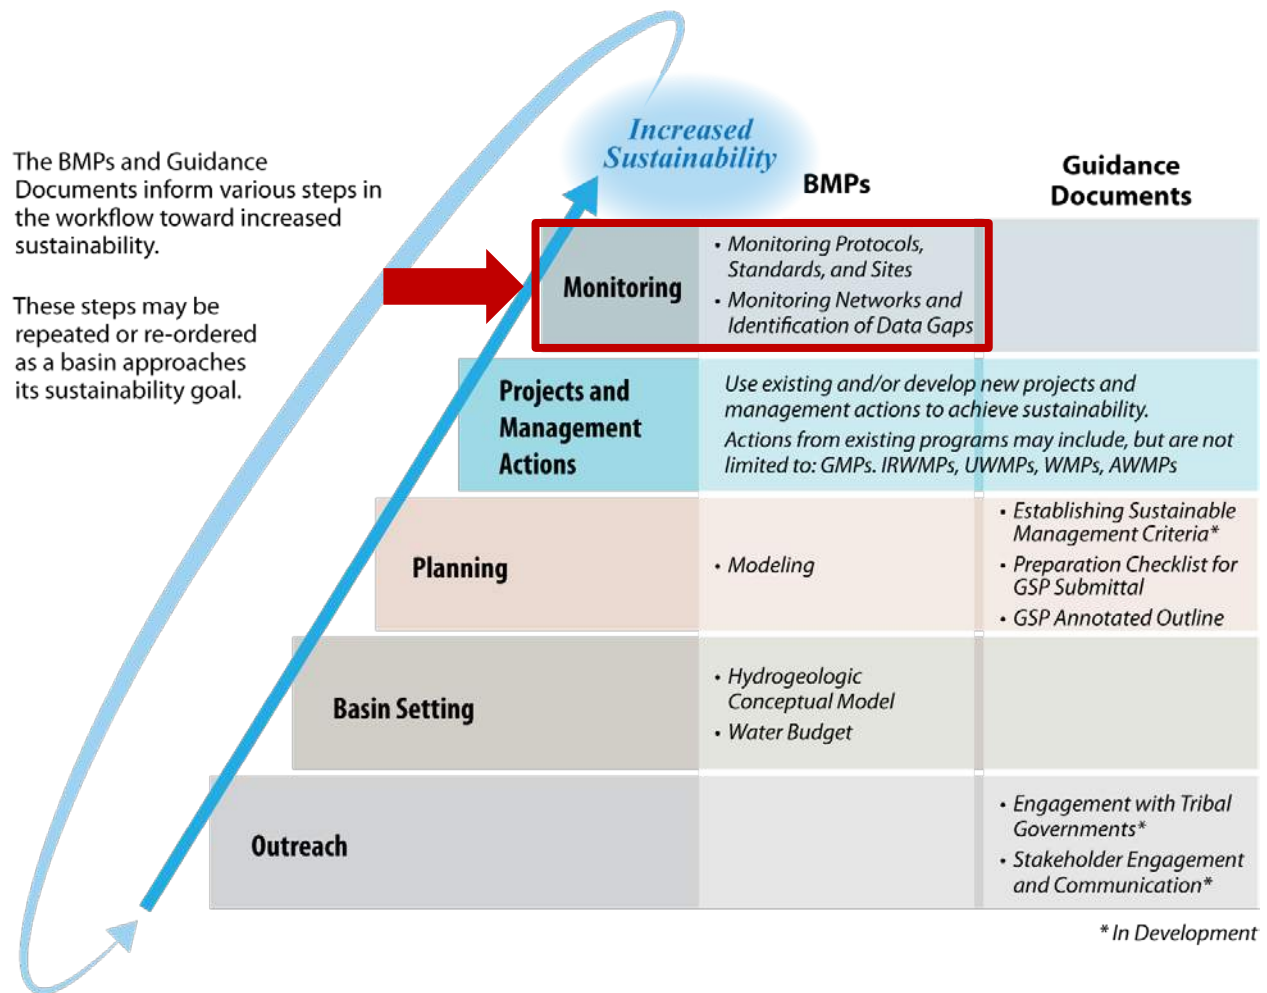 The BMPs and Guidance
Documents inform various steps in
the workflow toward increased
sustainability.
These steps may be
repeated or re-ordered
as a basin approaches
its sustainability goal.
Increased
Sustainability
BMPs
Guidance
Documents
Monitoring
• Monitoring Protocols,
Standards, and Sites
• Monitoring Networks and
Identification of Data Gaps
Projects and
Management
Actions
Use existing and/or develop new projects and
management actions to achieve sustainability.
Actions from existing programs may include, but are not
limited to: GMPs. IRWMPs, UWMPs, WMPs, AWMPs
Planning
• Modeling
• Establishing Sustainable
Management Criteria*
• Preparation Checklist for
GSP Submittal
• GSP Annotated Outline
Basin Setting
• Hydrogeologic
Conceptual Model
• Water Budget
Outreach
• Engagement with Tribal
Governments*
• Stakeholder Engagement
and Communication*
* In Development